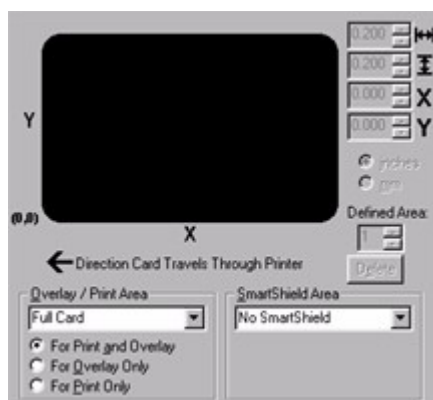 0.200
0.200
0.000 X
Y 0.000 Y
inches
mm
(0,0)
X
Defined Area:
1
Direction Card Travels Through Printer
Delete
Overlay / Print Area
Full Card
For Print and Overlay
For Overlay Only
For Print Only
SmartShield Area
No SmartShield